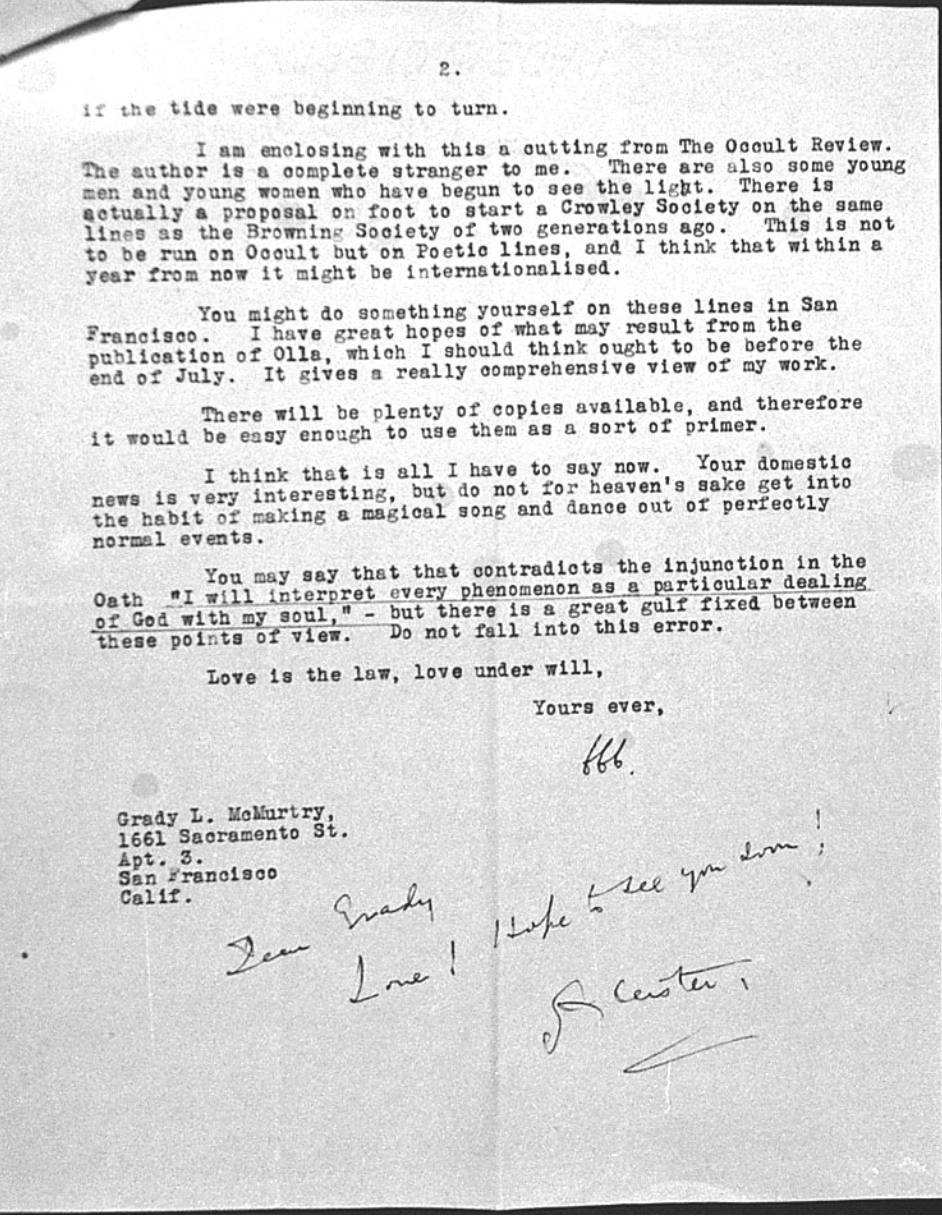 2.
if the tide were beginning to turn.
I am enclosing with this a cutting from The Occult Review.
The author is a complete stranger to me. There are also some young
men and young women who have begun to see the light. There is
actually a proposal on foot to start a Crowley Society on the same
lines as the Browning Society of two generations ago. This is not
to be run on Occult but on Poetic lines, and I think that within a
year from now it might be internationalised.
You might do something yourself on these lines in San
Francisco. I have great hopes of what may result from the
publication of Olla, which I should think ought to be before the
end of July. It gives a really comprehensive view of my work.
There will be plenty of copies available, and therefore
it would be easy enough to use them as a sort of primer.
I think that is all I have to say now. Your domestic
news is very interesting, but do not for heaven's sake get into
the habit of making a magical song and dance out of perfectly
normal events.
You may say that that contradicts the injunction in the
Oath "I will interpret every phenomenon as a particular dealing
of God with my soul," - but there is a great gulf fixed between
these points of view. Do not fall into this error.
Love is the law, love under will,
Yours ever,
666.
Grady L. McMurtry,
1661 Sacramento St.
Apt. 3.
San Francisco
Calif.
Dear Grady
Love! Hope to see you soon!
Aleister.